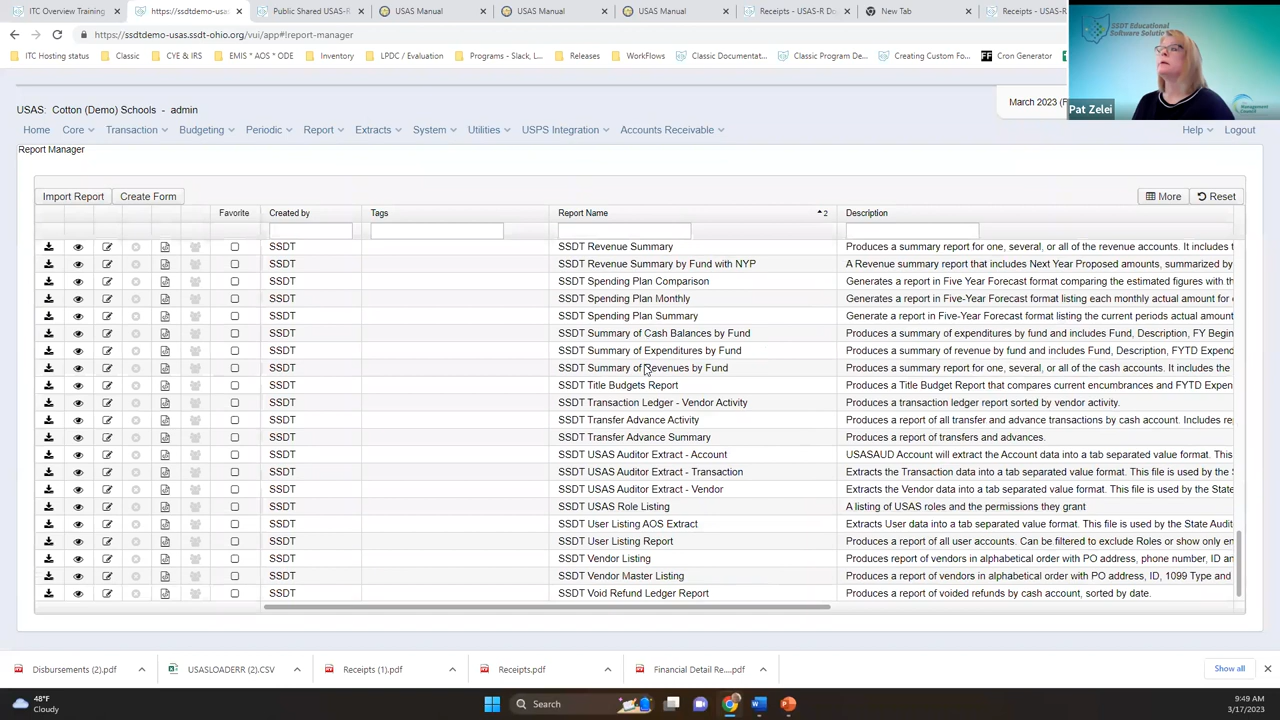 ITC Overview Training
https://ssdtdemo-usas
Public Shared USAS-F
USAS Manual
USAS Manual
USAS Manual
Receipts - USAS-R Do
New Tab
Receipts - USAS-R
https://ssdtdemo-usas.ssdt-ohio.org/vui/app#!report-manager
ITC Hosting status
Classic
CYE & IRS
EMIS * AOS * ODE
Inventory
LPDC / Evaluation
Programs - Slack, L...
Releases
WorkFlows
Classic Documentat...
Classic Program De...
Creating Custom Fo...
Cron Generator
SSDT Educational
Software Solutio
Management Council
Pat Zelei
USAS: Cotton (Demo) Schools - admin
March 2023 (F
Home
Core
Transaction
Budgeting
Periodic
Report
Extracts
System
Utilities
USPS Integration
Accounts Receivable
Help
Logout
Report Manager
Import Report
Create Form
More
Reset
Favorite
Created by
Tags
Report Name
2
Description
SSDT SSDT Revenue Summary Produces a summary report for one, several, or all of the revenue accounts. It includes t
SSDT SSDT Revenue Summary by Fund with NYP A Revenue summary report that includes Next Year Proposed amounts, summarized by
SSDT SSDT Spending Plan Comparison Generates a report in Five Year Forecast format comparing the estimated figures with th
SSDT SSDT Spending Plan Monthly Generates a report in Five-Year Forecast format listing each monthly actual amount for
SSDT SSDT Spending Plan Summary Generate a report in Five-Year Forecast format listing the current periods actual amount
SSDT SSDT Summary of Cash Balances by Fund Produces a summary of expenditures by fund and includes Fund, Description, FY Begin
SSDT SSDT Summary of Expenditures by Fund Produces a summary of revenue by fund and includes Fund, Description, FYTD Expend
SSDT SSDT Summary of Revenues by Fund Produces a summary report for one, several, or all of the cash accounts. It includes the
SSDT SSDT Title Budgets Report Produces a Title Budget Report that compares current encumbrances and FYTD Expen
SSDT SSDT Transaction Ledger - Vendor Activity Produces a transaction ledger report sorted by vendor activity.
SSDT SSDT Transfer Advance Activity Produces a report of all transfer and advance transactions by cash account. Includes re
SSDT SSDT Transfer Advance Summary Produces a report of transfers and advances.
SSDT SSDT USAS Auditor Extract - Account USASAUD Account will extract the Account data into a tab separated value format. This
SSDT SSDT USAS Auditor Extract - Transaction Extracts the Transaction data into a tab separated value format. This file is used by the S
SSDT SSDT USAS Auditor Extract - Vendor Extracts the Vendor data into a tab separated value format. This file is used by the State
SSDT SSDT USAS Role Listing A listing of USAS roles and the permissions they grant
SSDT SSDT User Listing AOS Extract Extracts User data into a tab separated value format. This file is used by the State Audit
SSDT SSDT User Listing Report Produces a report of all user accounts. Can be filtered to exclude Roles or show only en
SSDT SSDT Vendor Listing Produces report of vendors in alphabetical order with PO address, phone number, ID an
SSDT SSDT Vendor Master Listing Produces a report of vendors in alphabetical order with PO address, ID, 1099 Type and
SSDT SSDT Void Refund Ledger Report Produces a report of voided refunds by cash account, sorted by date.
Disbursements (2).pdf
USASLOADERR (2).CSV
Receipts (1).pdf
Receipts.pdf
Financial Detail Re....pdf
Show all
48°F
Cloudy
Search
9:49 AM
3/17/2023